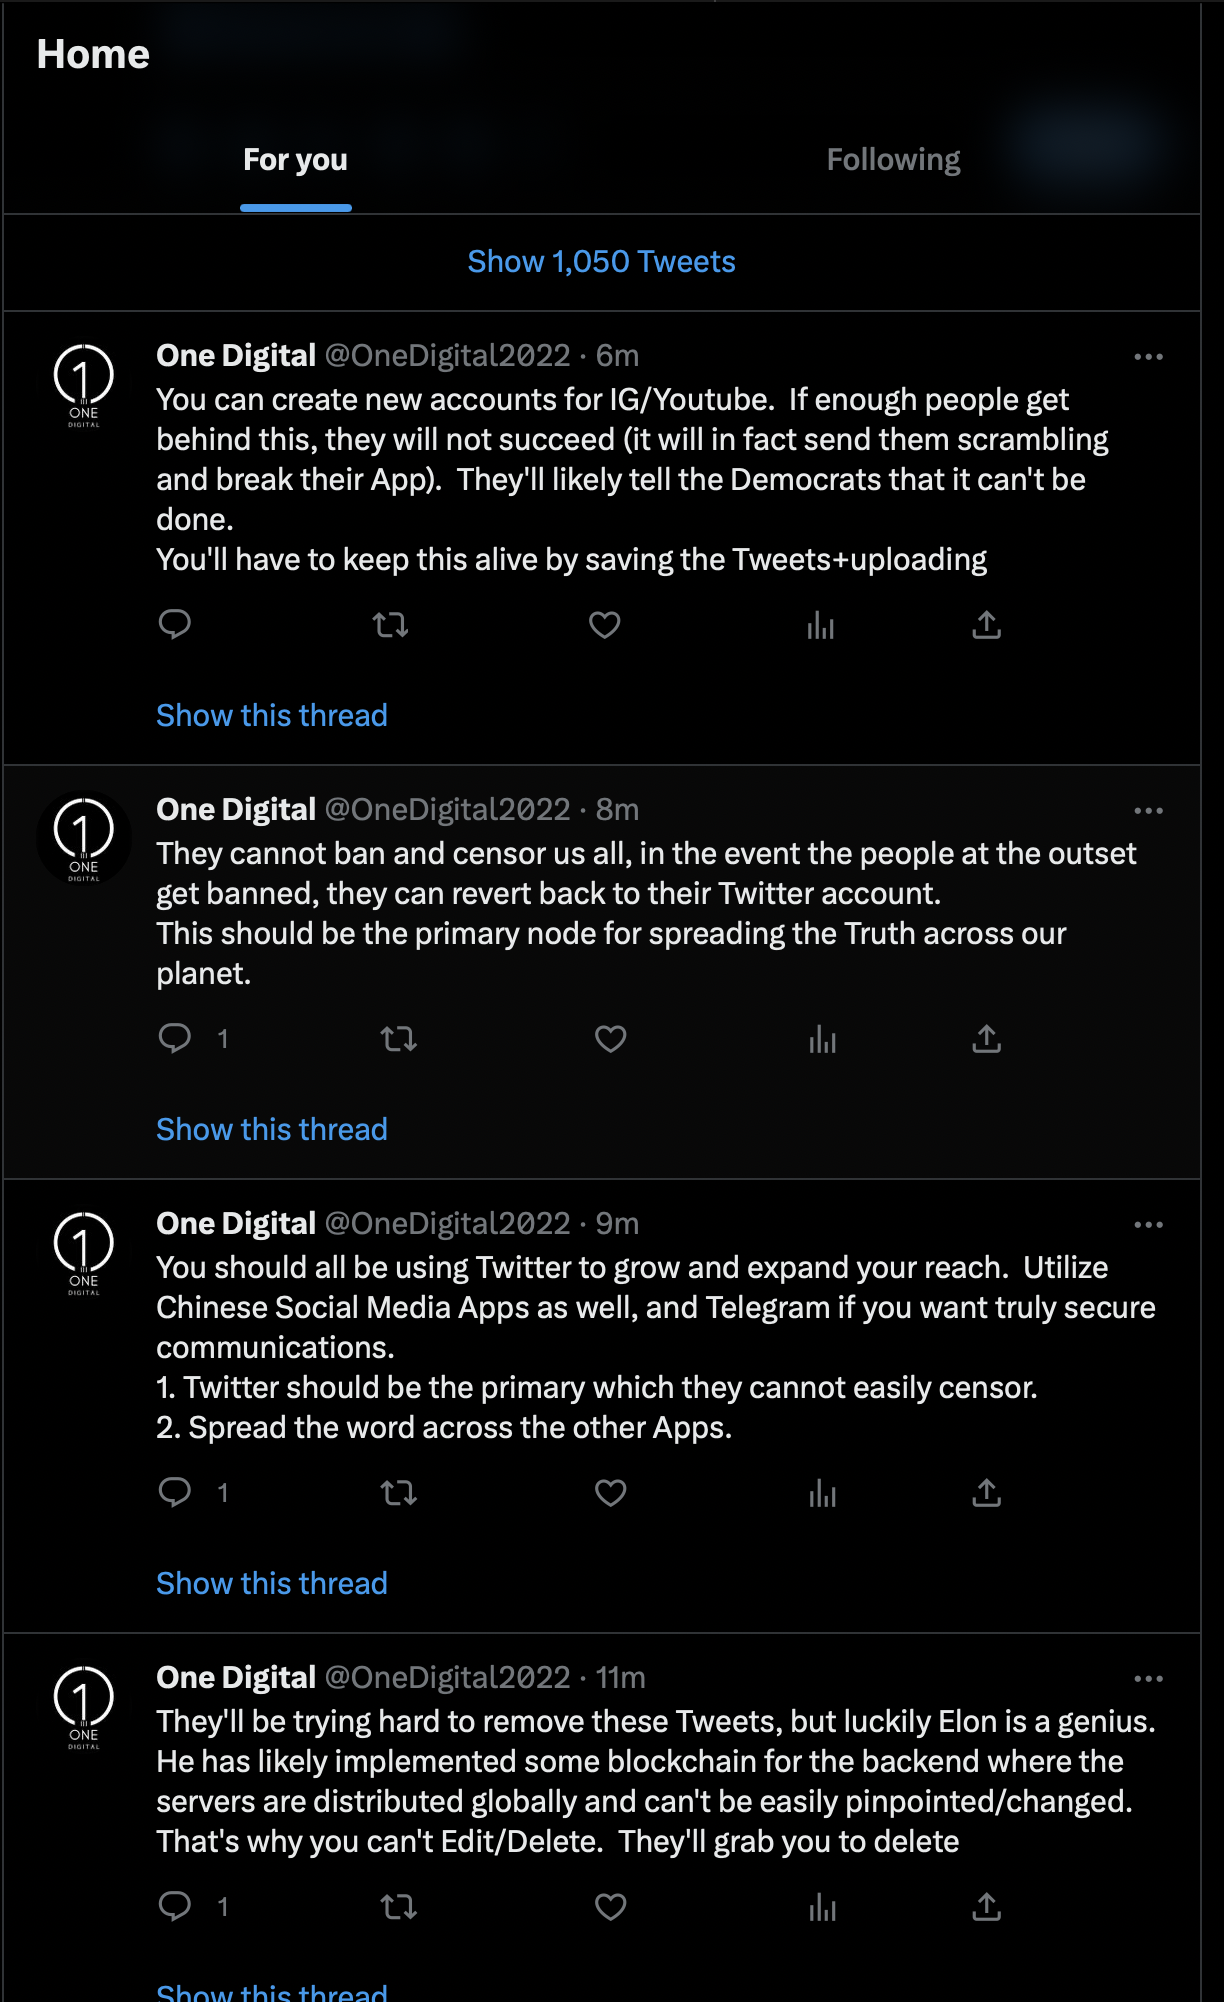 Home
For you
Following
Show 1,050 Tweets
One Digital @OneDigital2022 · 6m
You can create new accounts for IG/Youtube.  If enough people get
behind this, they will not succeed (it will in fact send them scrambling
and break their App).  They'll likely tell the Democrats that it can't be
done.
You'll have to keep this alive by saving the Tweets+uploading
1
ONE
DIGITAL
Show this thread
One Digital @OneDigital2022 · 8m
They cannot ban and censor us all, in the event the people at the outset
get banned, they can revert back to their Twitter account.
This should be the primary node for spreading the Truth across our
planet.
1
ONE
DIGITAL
1
Show this thread
One Digital @OneDigital2022 · 9m
You should all be using Twitter to grow and expand your reach.  Utilize
Chinese Social Media Apps as well, and Telegram if you want truly secure
communications.
1. Twitter should be the primary which they cannot easily censor.
2. Spread the word across the other Apps.
1
ONE
DIGITAL
1
Show this thread
One Digital @OneDigital2022 · 11m
They'll be trying hard to remove these Tweets, but luckily Elon is a genius.
He has likely implemented some blockchain for the backend where the
servers are distributed globally and can't be easily pinpointed/changed.
That's why you can't Edit/Delete.  They'll grab you to delete
1
ONE
DIGITAL
1
Show this thread